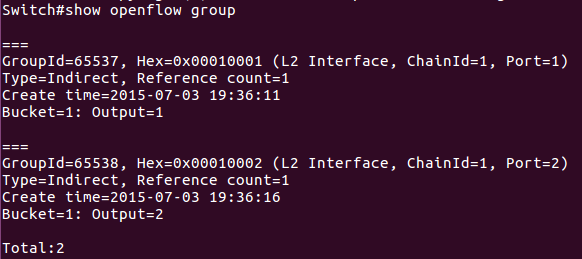 Switch#show openflow group
===
GroupId=65537, Hex=0x00010001 (L2 Interface, ChainId=1, Port=1)
Type=Indirect, Reference count=1
Create time=2015-07-03 19:36:11
Bucket=1: Output=1
===
GroupId=65538, Hex=0x00010002 (L2 Interface, ChainId=1, Port=2)
Type=Indirect, Reference count=1
Create time=2015-07-03 19:36:16
Bucket=1: Output=2
Total:2